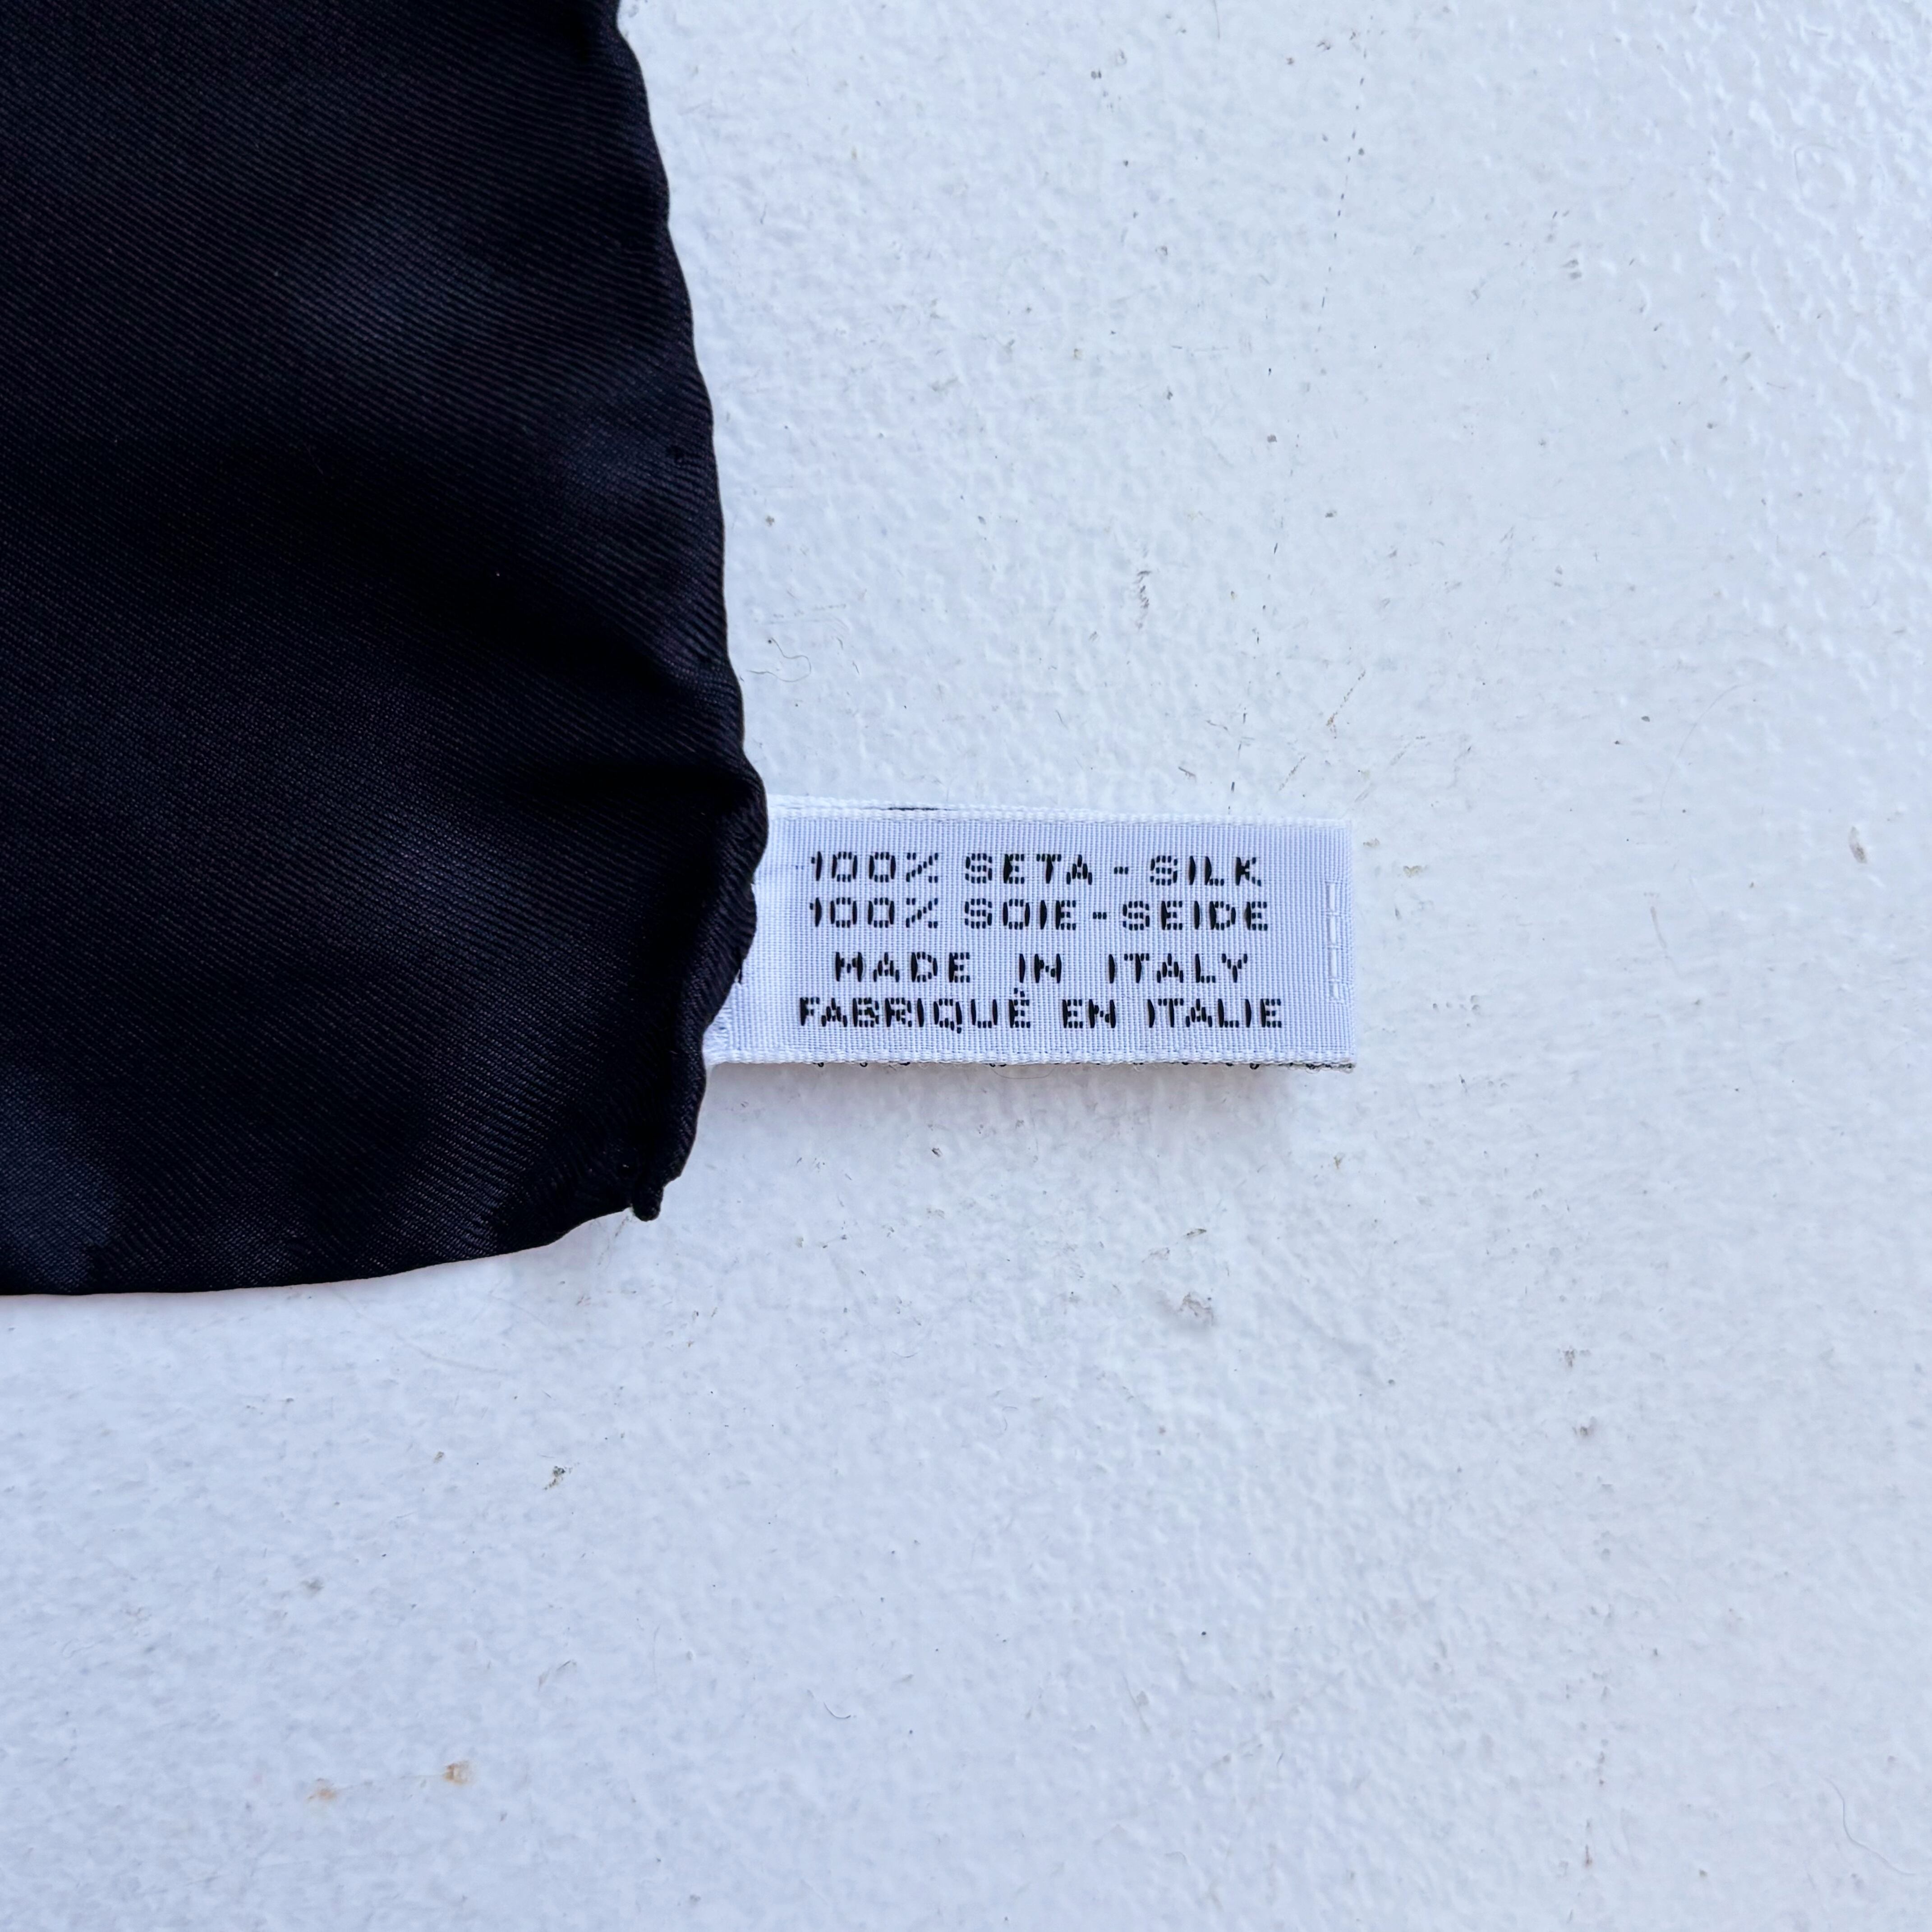 100% SETA - SILK
100% SOIE - SEIDE
MADE IN ITALY
FABRIQUÉ EN ITALIE